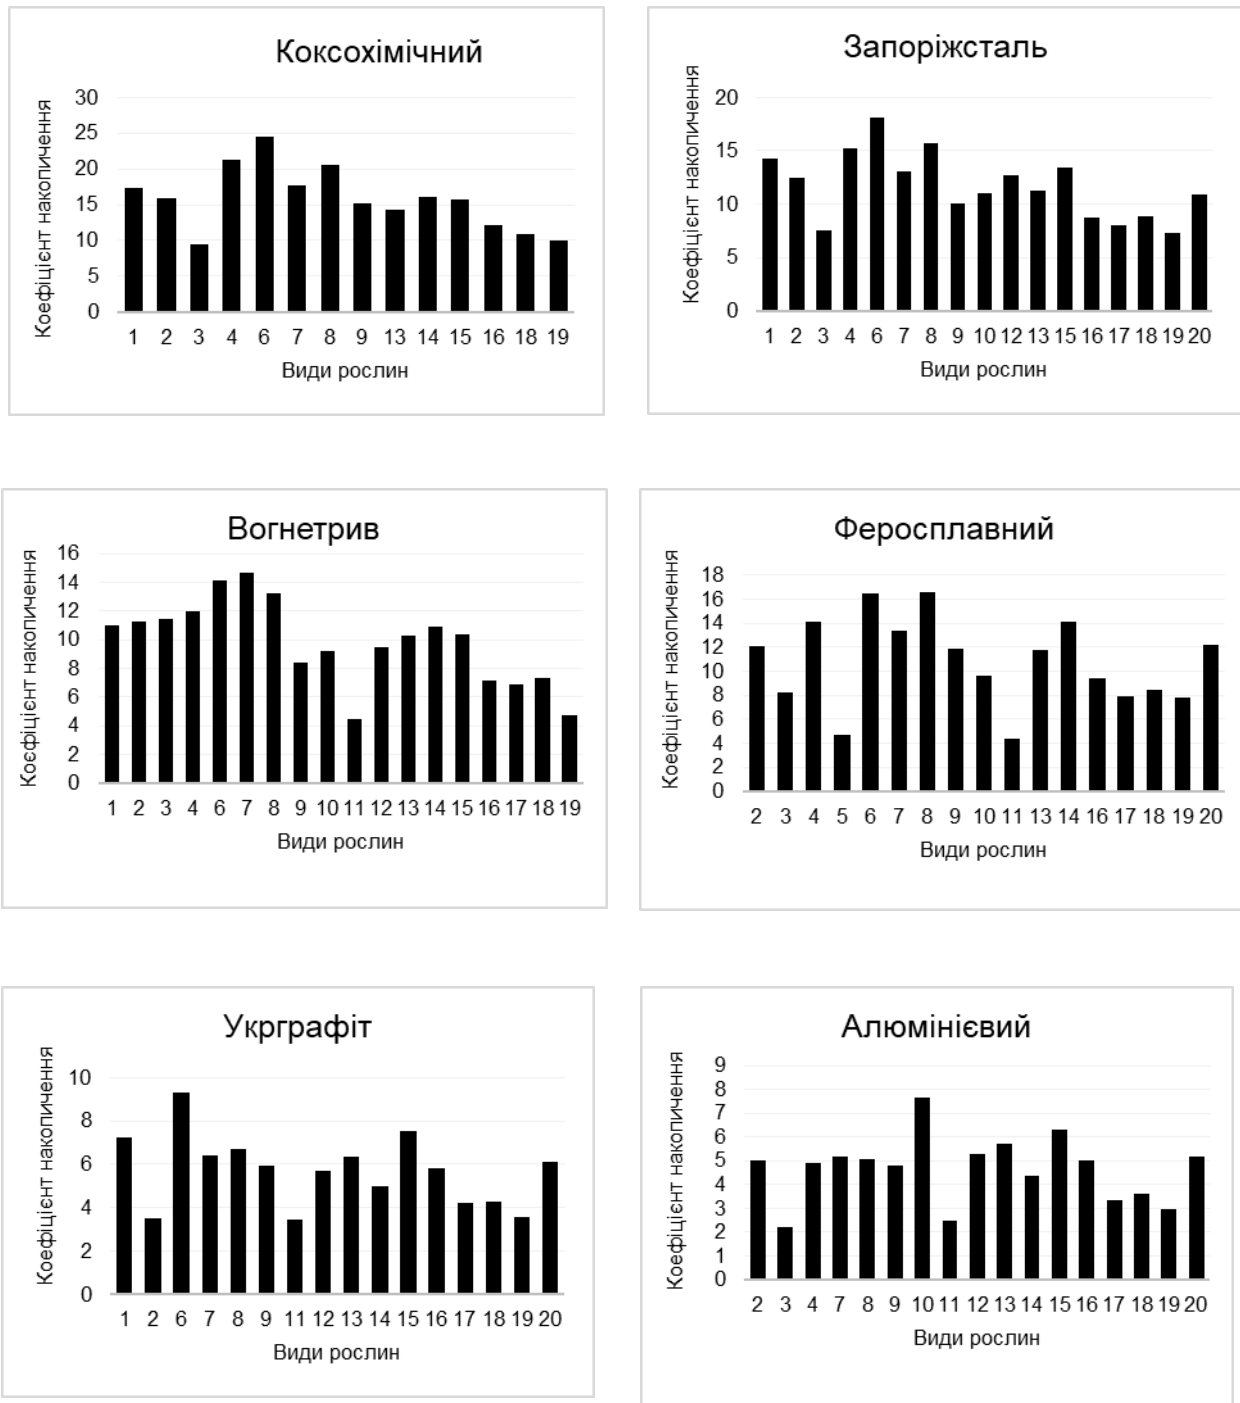 Коксохімічний
Коефіцієнт накопичення
30
25
20
15
10
5
0
1 2 3 4 6 7 8 9 13 14 15 16 18 19
Види рослин
Запоріжсталь
Коефіцієнт накопичення
20
15
10
5
0
1 2 3 4 6 7 8 9 10 12 13 15 16 17 18 19 20
Види рослин
Вогнетрив
Коєфіцієнт накопичення
16
14
12
10
8
6
4
2
0
1 2 3 4 6 7 8 9 10 11 12 13 14 15 16 17 18 19
Види рослин
Феросплавний
Коефіцієнт накопичення
18
16
14
12
10
8
6
4
2
0
2 3 4 5 6 7 8 9 10 11 13 14 16 17 18 19 20
Види рослин
Укрграфіт
Коефіцієнт накопичення
10
8
6
4
2
0
1 2 6 7 8 9 11 12 13 14 15 16 17 18 19 20
Види рослин
Алюмінієвий
Коефіцієнт накопичення
9
8
7
6
5
4
3
2
1
0
2 3 4 7 8 9 10 11 12 13 14 15 16 17 18 19 20
Види рослин